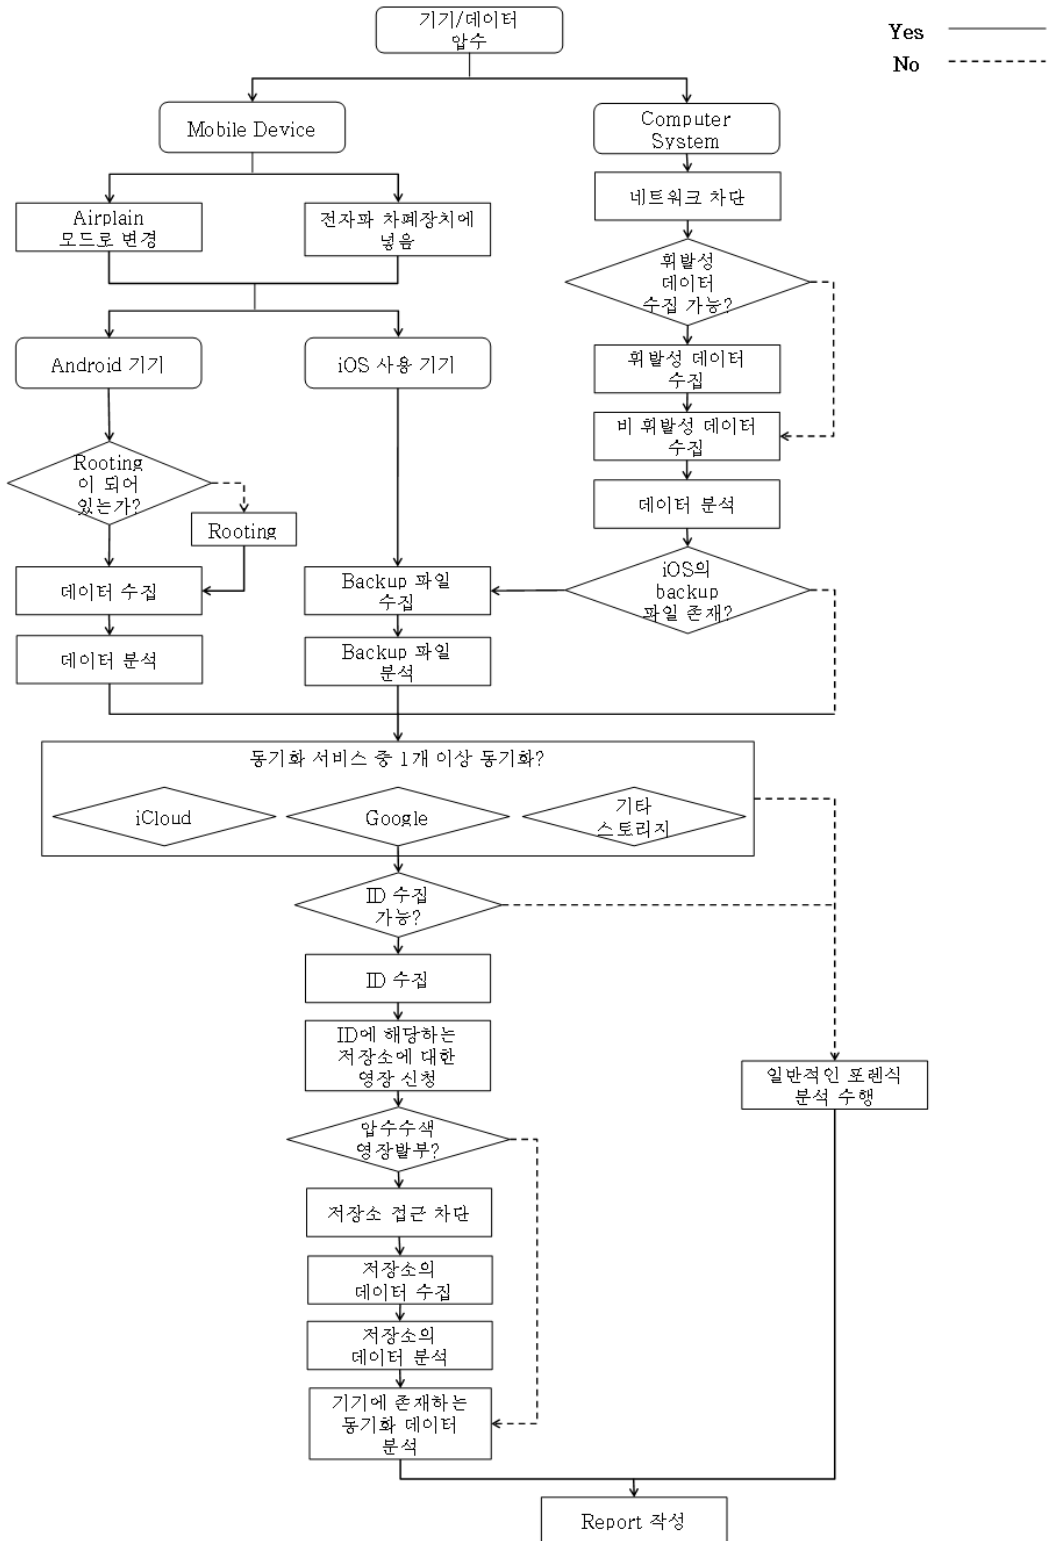 기기/데이터
압수
Yes
No
Mobile Device
Computer
System
Airplain
모드로 변경
전자파 차폐장치에
넣음
네트워크 차단
휘발성
데이터
수집 가능?
Android 기기
iOS 사용 기기
휘발성 데이터
수집
비 휘발성 데이터
수집
Rooting
이 되어
있는가?
Rooting
데이터 분석
데이터 수집
Backup 파일
수집
iOS의
backup
파일 존재?
데이터 분석
Backup 파일
분석
동기화 서비스 중 1개 이상 동기화?
iCloud
Google
기타
스토리지
ID 수집
가능?
ID 수집
ID에 해당하는
저장소에 대한
영장 신청
일반적인 포렌식
분석 수행
압수수색
영장발부?
저장소 접근 차단
저장소의
데이터 수집
저장소의
데이터 분석
기기에 존재하는
동기화 데이터
분석
Report 작성